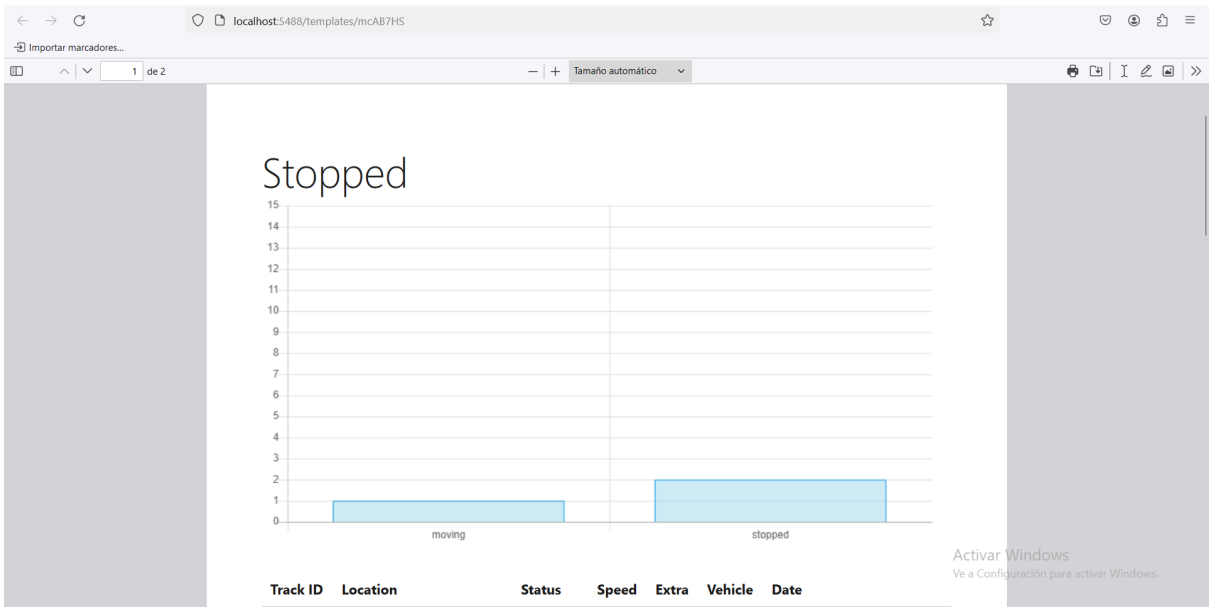 localhost:5488/templates/mcAB7HS
Importar marcadores...
1 de 2
Tamaño automático
Stopped
15
14
13
12
11
10
9
8
7
6
5
4
3
2
1
0
moving stopped
Activar Windows
Ve a Configuración para activar Windows.
Track ID Location Status Speed Extra Vehicle Date